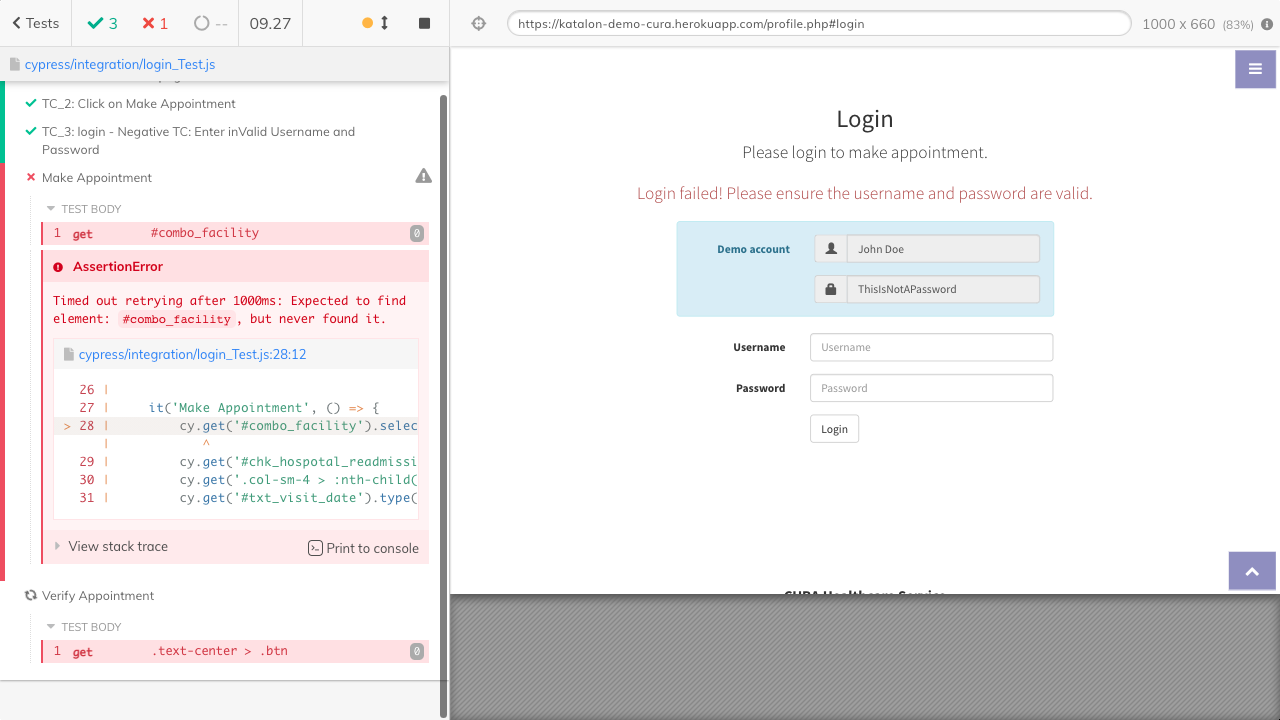 Tests
3
1
--
09.27
https://katalon-demo-cura.herokuapp.com/profile.php#login
1000 x 660 (83%)
cypress/integration/login_Test.js
TC_2: Click on Make Appointment
TC_3: login - Negative TC: Enter inValid Username and
Password
Make Appointment
TEST BODY
1 get #combo_facility 0
AssertionError
Timed out retrying after 1000ms: Expected to find
element: #combo_facility, but never found it.
cypress/integration/login_Test.js:28:12
26 |
27 | it('Make Appointment', () => {
> 28 | cy.get('#combo_facility').selec
| ^
29 | cy.get('#chk_hospotal_readmissi
30 | cy.get('.col-sm-4 > :nth-child(
31 | cy.get('#txt_visit_date').type(
View stack trace
Print to console
Verify Appointment
TEST BODY
1 get .text-center > .btn 0
Login
Please login to make appointment.
Login failed! Please ensure the username and password are valid.
Demo account
John Doe
ThisIsNotAPassword
Username
Username
Password
Password
Login
CURA Healthcare Service